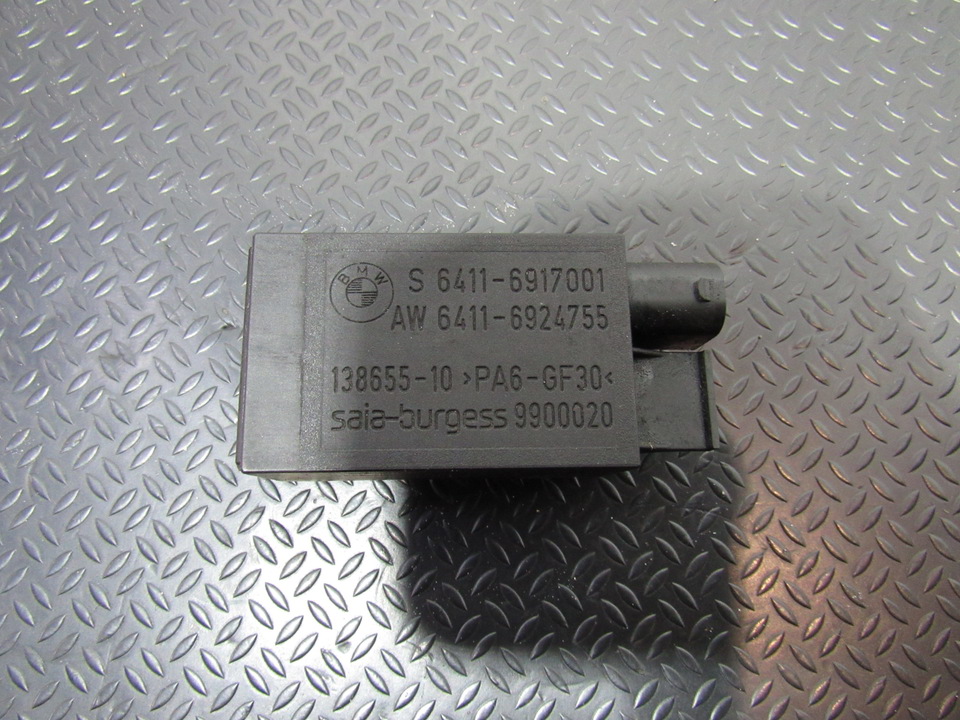 BMW
S 6411-6917001
AW 6411-6924755
138655-10 >PA6-GF30<
saia-burgess 9900020